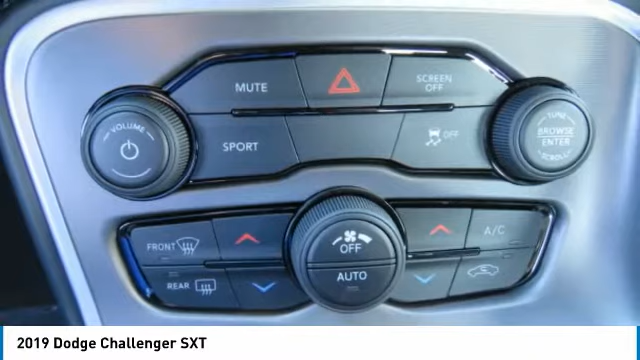 MUTE
SCREEN OFF
VOLUME
SPORT
OFF
TUNE
BROWSE
ENTER
SCROLL
FRONT
OFF
A/C
REAR
AUTO
2019 Dodge Challenger SXT